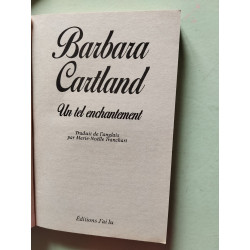 Barbara
Cartland
Un tel enchantement
Traduit de l'anglais
par Marie-Noëlle Tranchart
Éditions J'ai lu